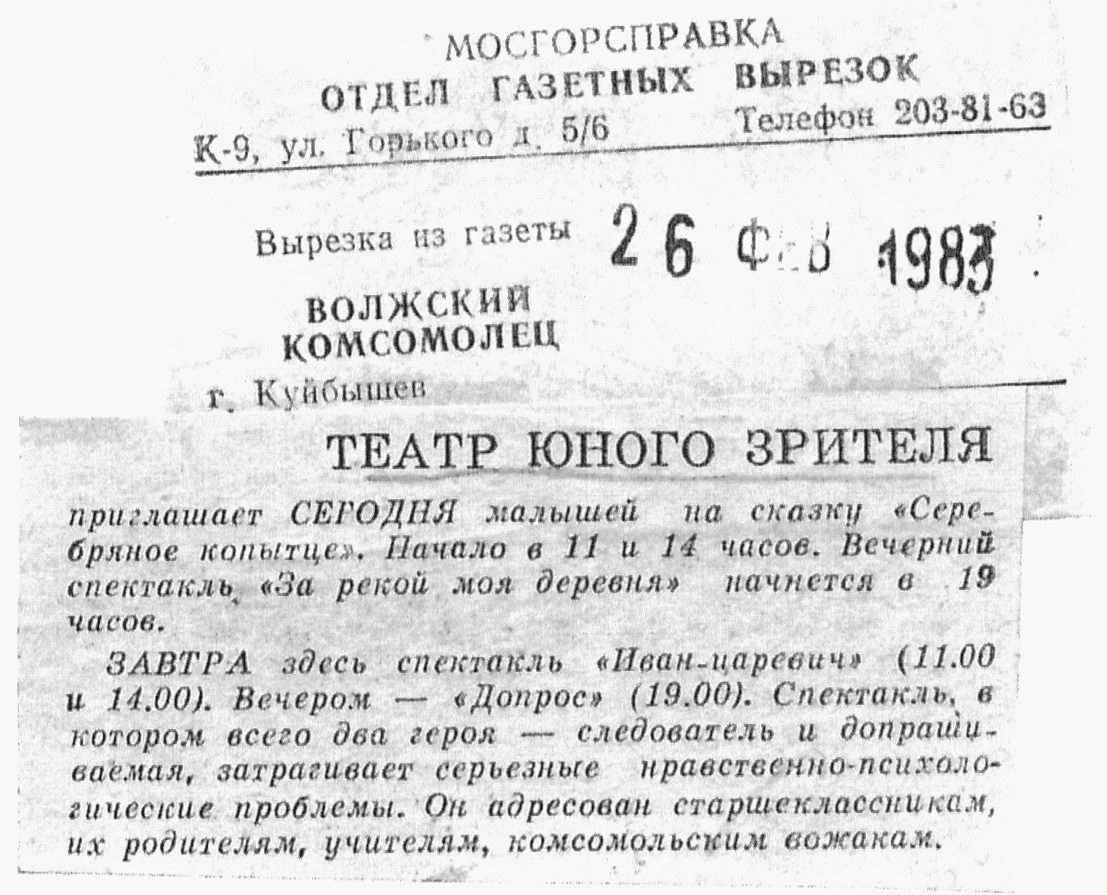 МОСГОРСПРАВКА
ОТДЕЛ ГАЗЕТНЫХ ВЫРЕЗОК
К-9, ул. Горького д. 5/6 Телефон 203-81-63
Вырезка из газеты 26 ФЕВ 1983
ВОЛЖСКИЙ
КОМСОМОЛЕЦ
г. Куйбышев
ТЕАТР ЮНОГО ЗРИТЕЛЯ
приглашает СЕГОДНЯ малышей на сказку «Сере-
бряное копытце». Начало в 11 и 14 часов. Вечерний
спектакль «За рекой моя деревня» начнется в 19
часов.
ЗАВТРА здесь спектакль «Иван-царевич» (11.00
и 14.00). Вечером — «Допрос» (19.00). Спектакль, в
котором всего два героя — следователь и допраши-
ваемая, затрагивает серьезные нравственно-психоло-
гические проблемы. Он адресован старшеклассникам,
их родителям, учителям, комсомольским вожакам.